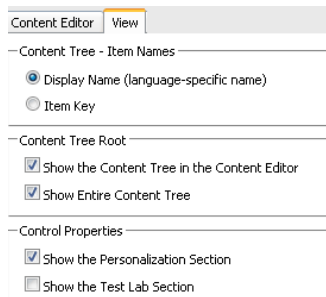 Content Editor View
Content Tree - Item Names
Display Name (language-specific name)
Item Key
Content Tree Root
Show the Content Tree in the Content Editor
Show Entire Content Tree
Control Properties
Show the Personalization Section
Show the Test Lab Section